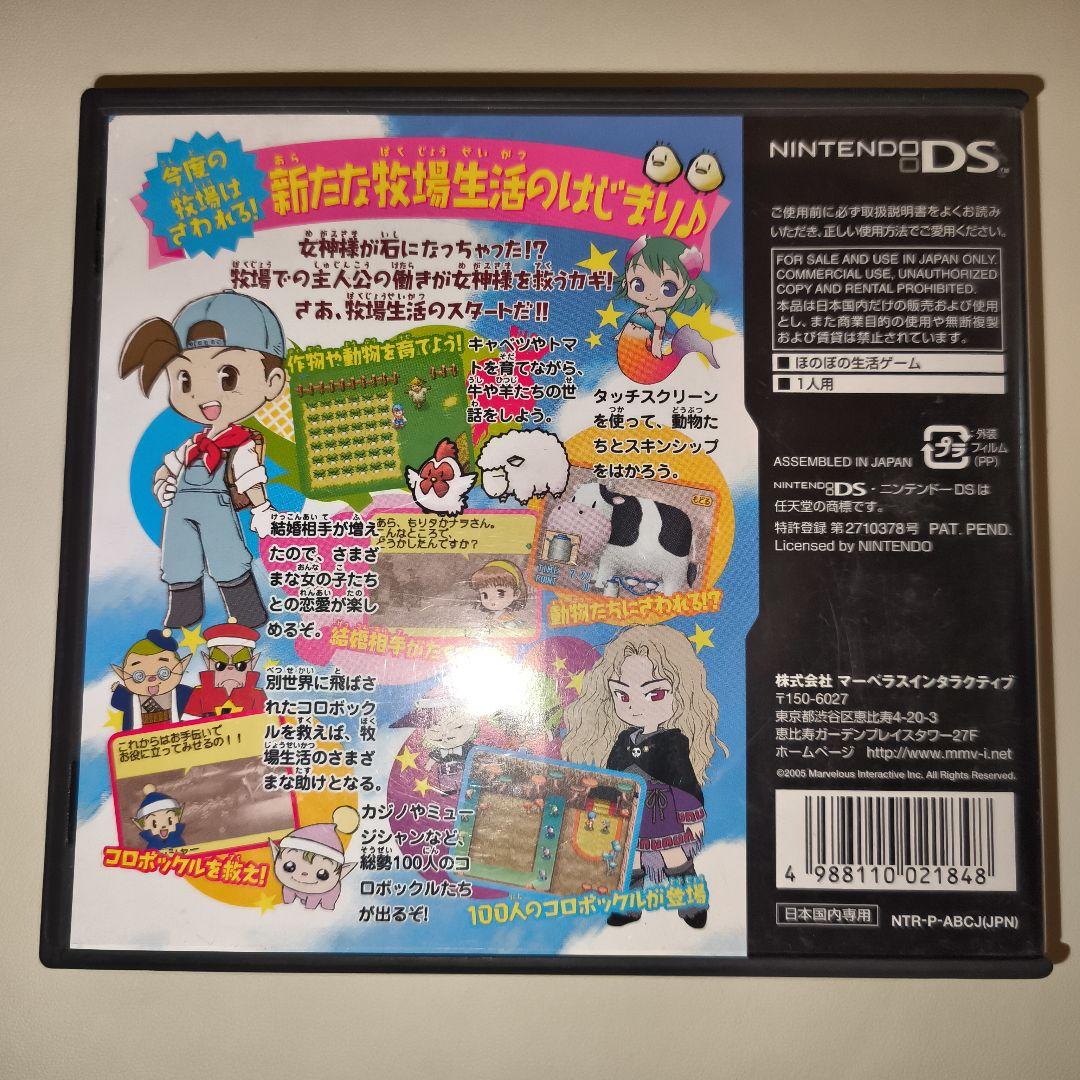 今度の
牧場は
さわれる!
新たな牧場生活のはじまり♪
女神様が石になっちゃった!?
牧場での主人公の働きが女神様を救うカギ!
さあ、牧場生活のスタートだ!!
作物や動物を育てよう!
キャベツやトマ
トを育てながら、
牛や羊たちの世
話をしよう。
タッチスクリーン
を使って、動物た
ちとスキンシップ
をはかろう。
もどる
動物たちにさわれる!?
結婚相手が増え
たので、さまざ
まな女の子たち
との恋愛が楽し
めるぞ。
あら、もりタかナラさん。
どうかしたんですか?
別世界に飛ばさ
れたコロボック
ルを救えば、牧
場生活のさまざ
まな助けとなる。
これからはお手伝いで
お役に立ってみせるの!!
コロボックルを救え!
カジノやミュー
ジシャンなど、
総勢100人のコ
ロボックルたち
が出るぞ!
100人のコロボックルが登場
NINTENDO DS™
ご使用前に必ず取扱説明書をよくお読み
いただき、正しい使用方法でご愛用ください。
FOR SALE AND USE IN JAPAN ONLY.
COMMERCIAL USE, UNAUTHORIZED
COPY AND RENTAL PROHIBITED.
本品は日本国内だけの販売および使用
とし、また商業目的の使用や無断複製
および賃貸は禁止されています。
■ ほのぼの生活ゲーム
■ 1人用
ASSEMBLED IN JAPAN
プラ
外装
フィルム
(PP)
NINTENDO DS・ニンテンドーDSは
任天堂の商標です。
特許登録 第2710378号 PAT. PEND.
Licensed by NINTENDO
株式会社 マーベラスインタラクティブ
〒150-6027
東京都渋谷区恵比寿4-20-3
恵比寿ガーデンプレイスタワー27F
ホームページ http://www.mmv-i.net
©2005 Marvelous Interactive Inc. All Rights Reserved.
4 988110 021848
日本国内専用
NTR-P-ABCJ(JPN)